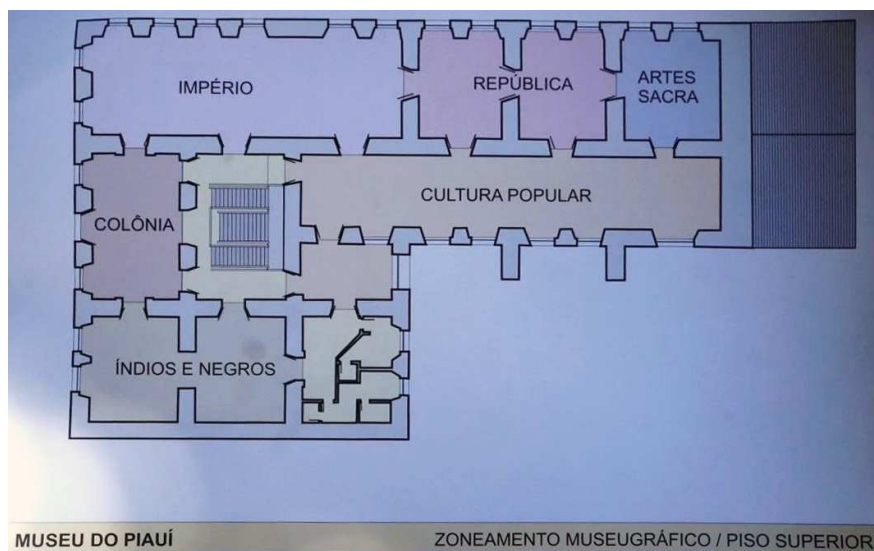 IMPÉRIO
REPÚBLICA
ARTES
SACRA
COLÔNIA
CULTURA POPULAR
ÍNDIOS E NEGROS
MUSEU DO PIAUÍ
ZONEAMENTO MUSEUGRÁFICO / PISO SUPERIOR